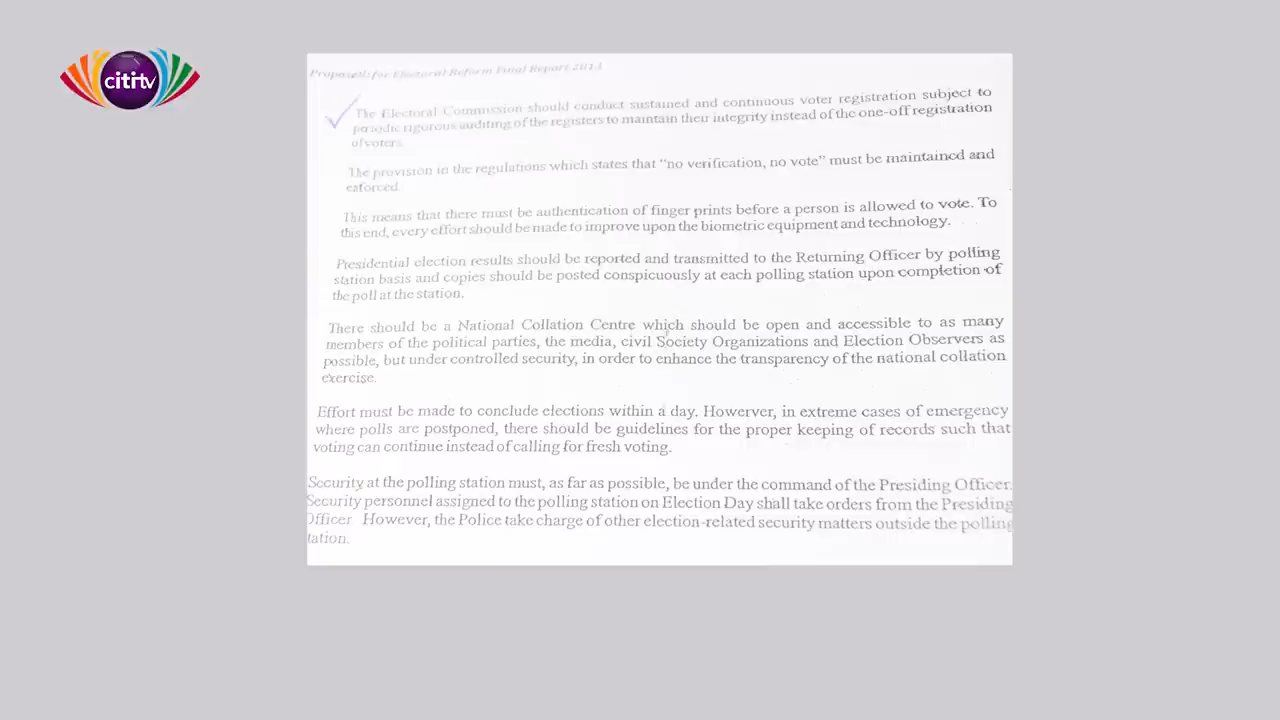 cititv
Proposals for Electoral Reform Final Report 2013
The Electoral Commission should conduct sustained and continuous voter registration subject to
periodic rigorous auditing of the registers to maintain their integrity instead of the one-off registration
of voters.
The provision in the regulations which states that “no verification, no vote” must be maintained and
enforced.
This means that there must be authentication of finger prints before a person is allowed to vote. To
this end, every effort should be made to improve upon the biometric equipment and technology.
Presidential election results should be reported and transmitted to the Returning Officer by polling
station basis and copies should be posted conspicuously at each polling station upon completion of
the poll at the station.
There should be a National Collation Centre which should be open and accessible to as many
members of the political parties, the media, civil Society Organizations and Election Observers as
possible, but under controlled security, in order to enhance the transparency of the national collation
exercise.
Effort must be made to conclude elections within a day. However, in extreme cases of emergency
where polls are postponed, there should be guidelines for the proper keeping of records such that
voting can continue instead of calling for fresh voting.
Security at the polling station must, as far as possible, be under the command of the Presiding Officer.
Security personnel assigned to the polling station on Election Day shall take orders from the Presiding
Officer. However, the Police take charge of other election-related security matters outside the polling
tation.